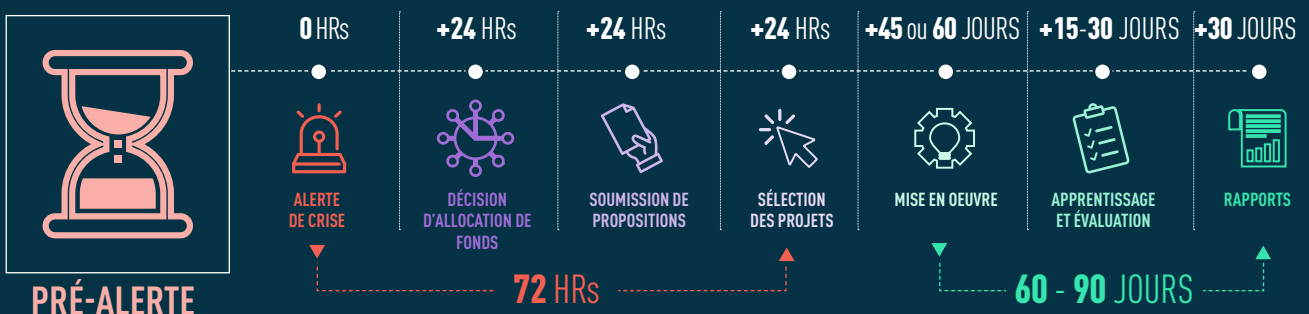 0 HRs
+24 HRs
+24 HRs
+24 HRs
+45 ou 60 JOURS
+15-30 JOURS
+30 JOURS
ALERTE
DE CRISE
DÉCISION
D'ALLOCATION DE
FONDS
SOUMISSION DE
PROPOSITIONS
SÉLECTION
DES PROJETS
MISE EN OEUVRE
APPRENTISSAGE
ET ÉVALUATION
RAPPORTS
PRÉ-ALERTE
72 HRs
60 - 90 JOURS